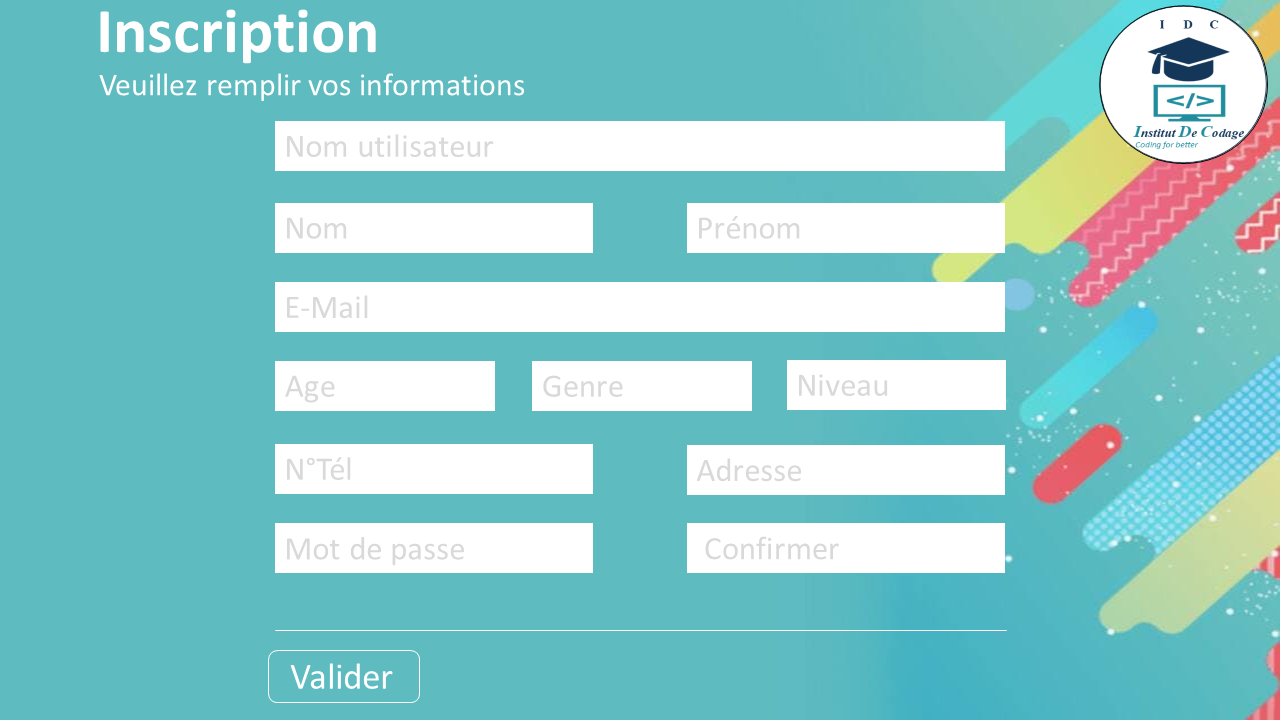 Inscription
Veuillez remplir vos informations
I D C
</>
Institut De Codage
Coding for better
Nom utilisateur
Nom
Prénom
E-Mail
Age
Genre
Niveau
N°Tél
Adresse
Mot de passe
Confirmer
Valider